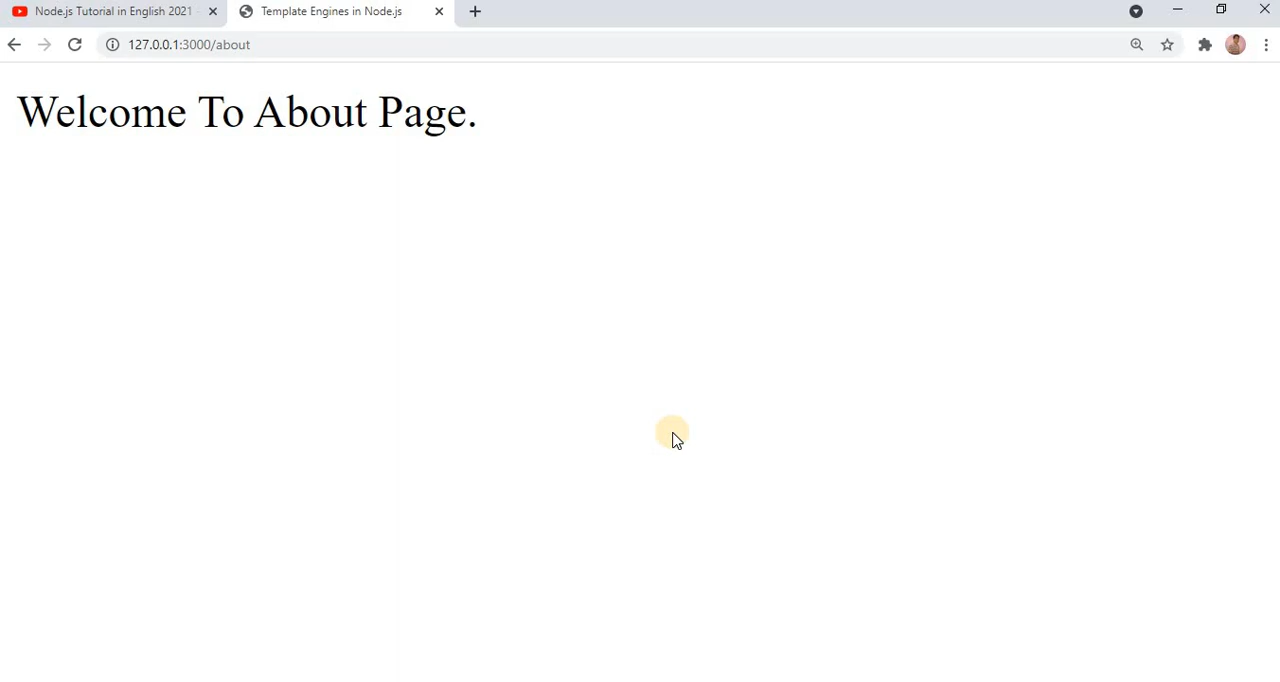 Node.js Tutorial in English 2021
Template Engines in Node.js
127.0.0.1:3000/about
Welcome To About Page.